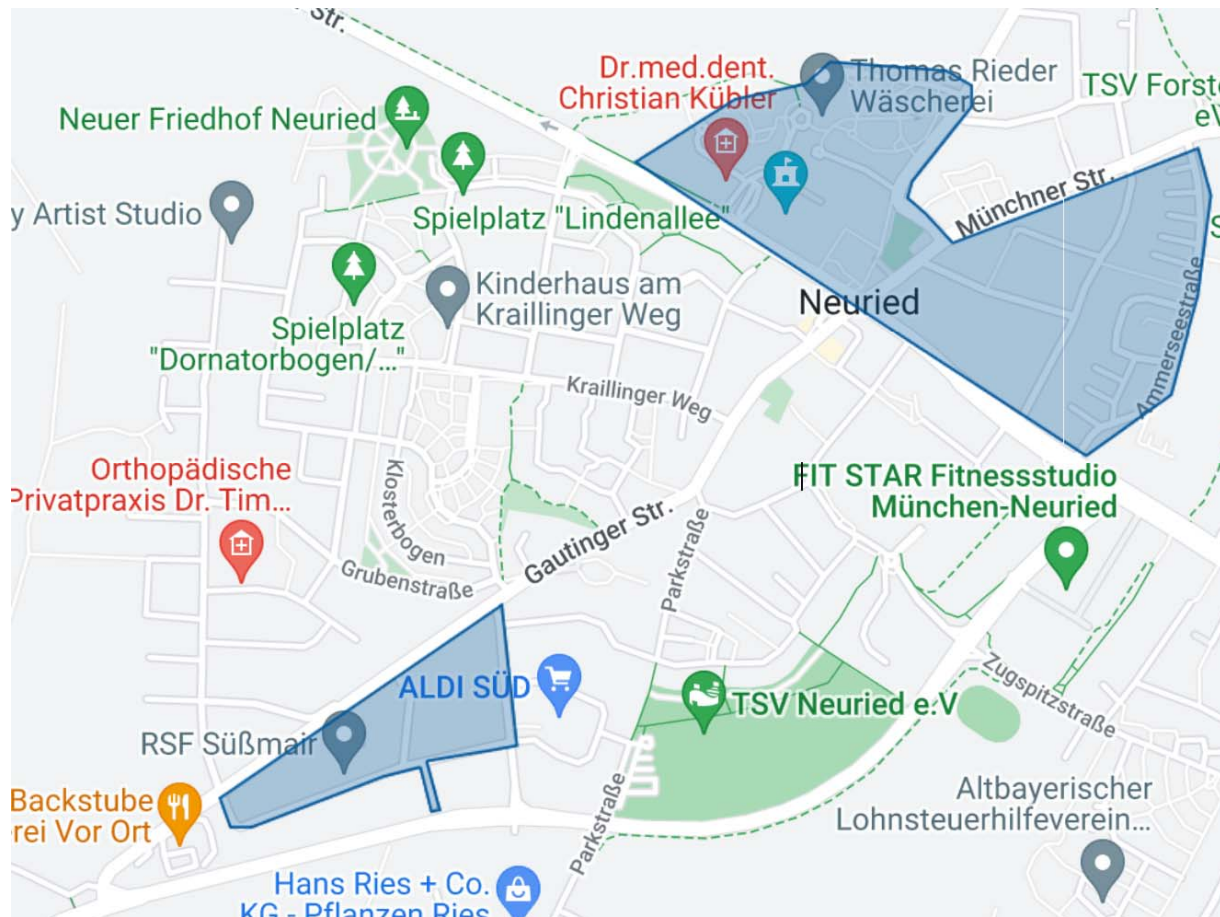 Str.
Dr.med.dent.
Christian Kübler
Thomas Rieder
Wäscherei
TSV Forst
eV
Neuer Friedhof Neuried
Spielplatz "Lindenallee"
y Artist Studio
Münchner Str.
S
Kinderhaus am
Kraillinger Weg
Neuried
Spielplatz
"Dornatorbogen/..."
Ammerseestraße
Kraillinger Weg
Orthopädische
Privatpraxis Dr. Tim...
Klosterbogen
FIT STAR Fitnessstudio
München-Neuried
Gautinger Str.
Grubenstraße
Parkstraße
ALDI SÜD
TSV Neuried e.V
Zugspitzstraße
RSF Süßmair
Backstube
rei Vor Ort
Parkstraße
Altbayerischer
Lohnsteuerhilfeverein...
Hans Ries + Co.
KG - Pflanzen Ries